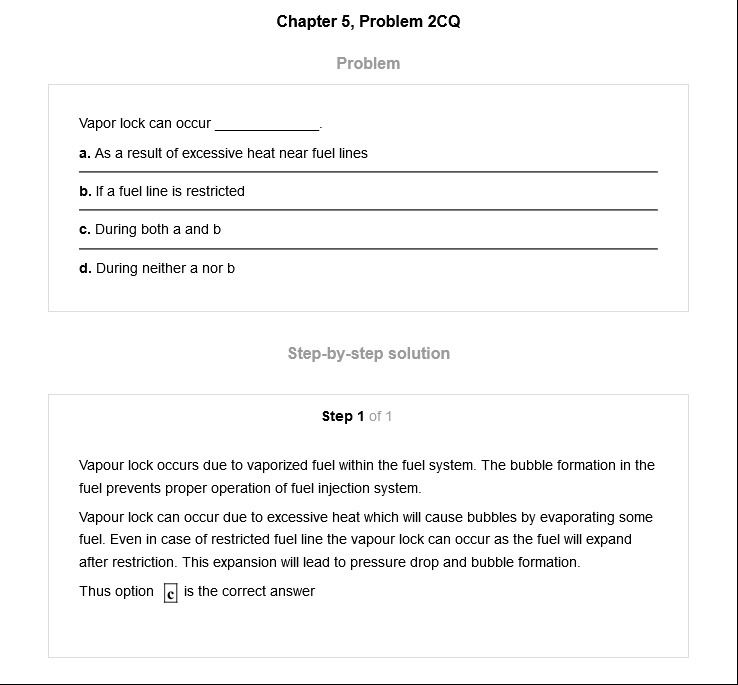 Chapter 5, Problem 2CQ
Problem
Vapor lock can occur _____________.
a. As a result of excessive heat near fuel lines
b. If a fuel line is restricted
c. During both a and b
d. During neither a nor b
Step-by-step solution
Step 1 of 1
Vapour lock occurs due to vaporized fuel within the fuel system. The bubble formation in the
fuel prevents proper operation of fuel injection system.
Vapour lock can occur due to excessive heat which will cause bubbles by evaporating some
fuel. Even in case of restricted fuel line the vapour lock can occur as the fuel will expand
after restriction. This expansion will lead to pressure drop and bubble formation.
Thus option c is the correct answer